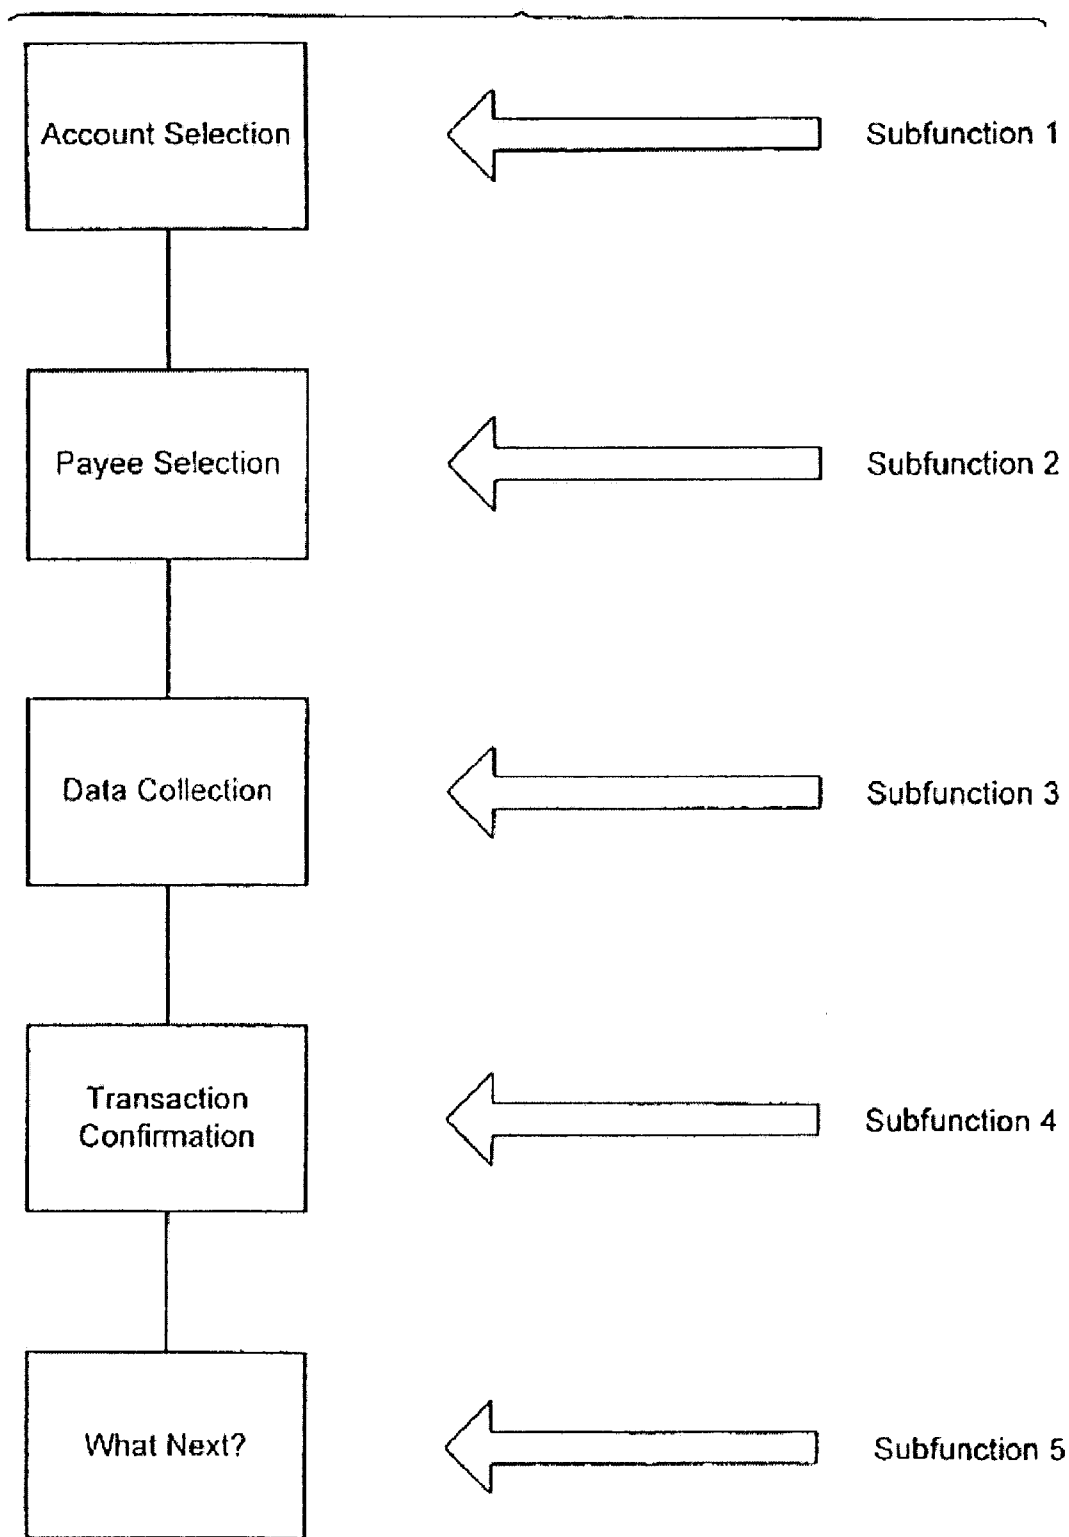 Account Selection
Subfunction 1
Payee Selection
Subfunction 2
Data Collection
Subfunction 3
Transaction
Confirmation
Subfunction 4
What Next?
Subfunction 5